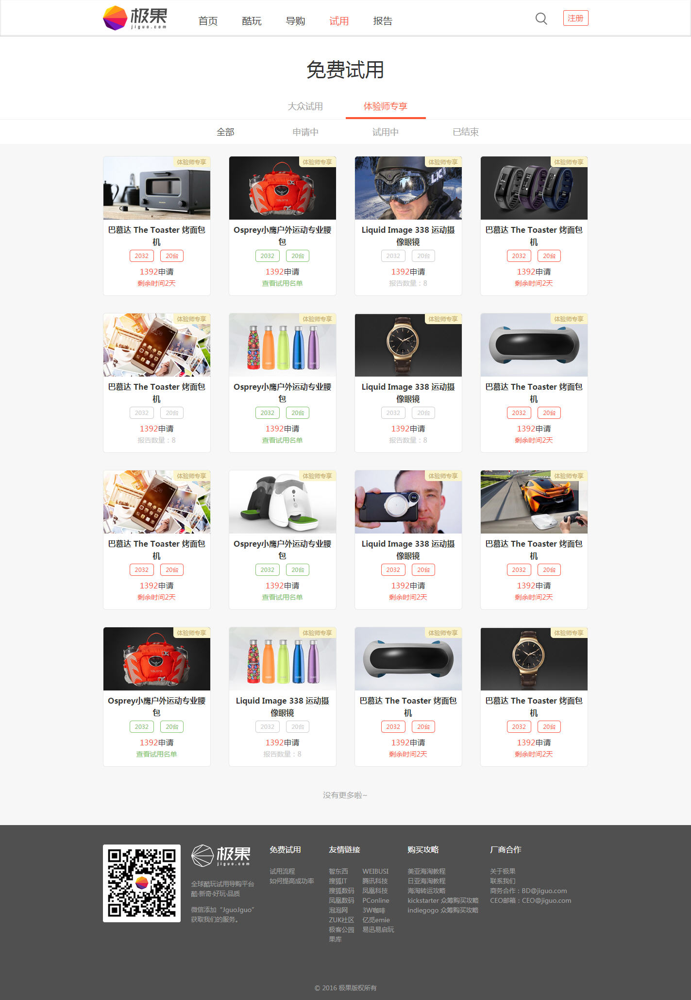 极果
jiguo.com
首页 酷玩 导购 试用 报告
注册
免费试用
大众试用 体验师专享
全部 申请中 试用中 已结束
体验师专享 体验师专享 体验师专享 体验师专享
巴慕达 The Toaster 烤面包机
2032 20台
1392申请
剩余时间2天
Osprey小鹰户外运动专业腰包
2032 20台
1392申请
查看试用名单
Liquid Image 338 运动摄像眼镜
2032 20台
1392申请
报告数量：8
巴慕达 The Toaster 烤面包机
2032 20台
1392申请
剩余时间2天
体验师专享 体验师专享 体验师专享 体验师专享
巴慕达 The Toaster 烤面包机
2032 20台
1392申请
报告数量：8
Osprey小鹰户外运动专业腰包
2032 20台
1392申请
查看试用名单
Liquid Image 338 运动摄像眼镜
2032 20台
1392申请
报告数量：8
巴慕达 The Toaster 烤面包机
2032 20台
1392申请
剩余时间2天
体验师专享 体验师专享 体验师专享 体验师专享
巴慕达 The Toaster 烤面包机
2032 20台
1392申请
剩余时间2天
Osprey小鹰户外运动专业腰包
2032 20台
1392申请
查看试用名单
Liquid Image 338 运动摄像眼镜
2032 20台
1392申请
剩余时间2天
巴慕达 The Toaster 烤面包机
2032 20台
1392申请
剩余时间2天
体验师专享 体验师专享 体验师专享 体验师专享
Osprey小鹰户外运动专业腰包
2032 20台
1392申请
查看试用名单
Liquid Image 338 运动摄像眼镜
2032 20台
1392申请
报告数量：8
巴慕达 The Toaster 烤面包机
2032 20台
1392申请
剩余时间2天
巴慕达 The Toaster 烤面包机
2032 20台
1392申请
剩余时间2天
没有更多啦~
极果
jiguo.com
全球酷玩试用导购平台
酷·新奇·好玩·品质
微信添加“JguoJguo”
获取我们的服务。
免费试用
试用流程
如何提高成功率
友情链接
智东西 WEIBUSI
搜狐IT 腾讯科技
搜狐数码 凤凰科技
凤凰数码 PConline
泡泡网 3W咖啡
ZUK社区 亿觅emie
极客公园 易迅易启玩
果库
购买攻略
美亚海淘教程
日亚海淘教程
海淘转运攻略
kickstarter 众筹购买攻略
indiegogo 众筹购买攻略
厂商合作
关于极果
联系我们
商务合作：BD@jiguo.com
CEO邮箱：CEO@jiguo.com
© 2016 极果版权所有